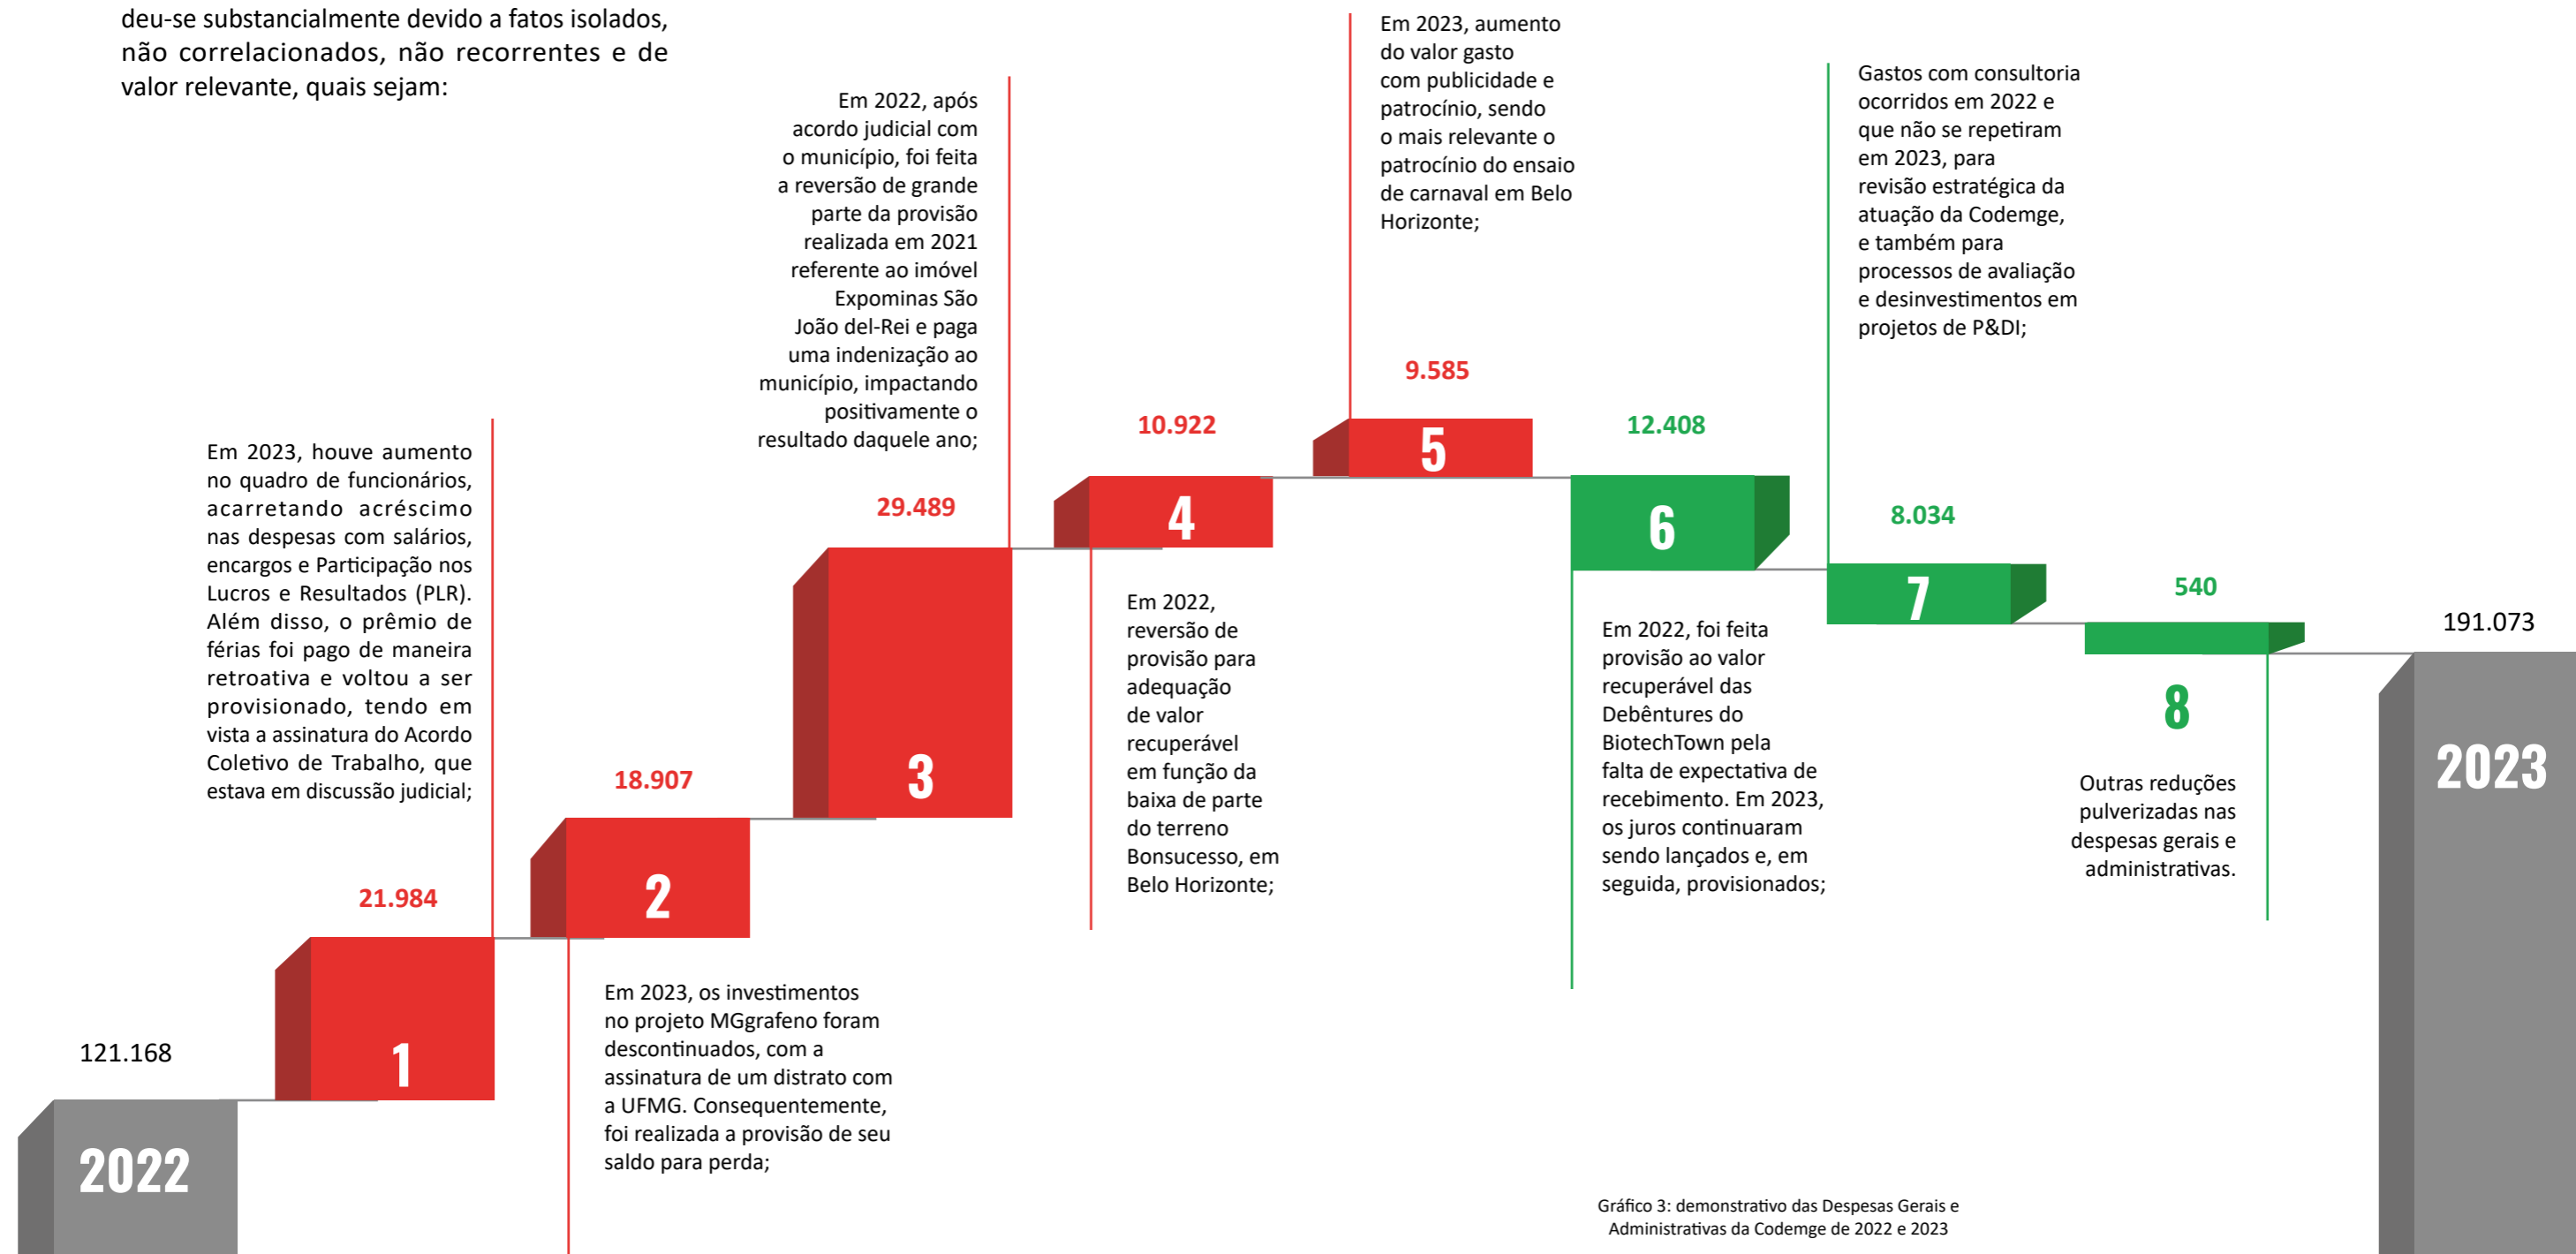 deu-se substancialmente devido a fatos isolados,
não correlacionados, não recorrentes e de
valor relevante, quais sejam:
121.168
2022
Em 2023, houve aumento
no quadro de funcionários,
acarretando acréscimo
nas despesas com salários,
encargos e Participação nos
Lucros e Resultados (PLR).
Além disso, o prêmio de
férias foi pago de maneira
retroativa e voltou a ser
provisionado, tendo em
vista a assinatura do Acordo
Coletivo de Trabalho, que
estava em discussão judicial;
21.984
1
18.907
2
Em 2023, os investimentos
no projeto MGgrafeno foram
descontinuados, com a
assinatura de um distrato com
a UFMG. Consequentemente,
foi realizada a provisão de seu
saldo para perda;
Em 2022, após
acordo judicial com
o município, foi feita
a reversão de grande
parte da provisão
realizada em 2021
referente ao imóvel
Expominas São
João del-Rei e paga
uma indenização ao
município, impactando
positivamente o
resultado daquele ano;
29.489
3
10.922
4
Em 2022,
reversão de
provisão para
adequação
de valor
recuperável
em função da
baixa de parte
do terreno
Bonsucesso, em
Belo Horizonte;
Em 2023, aumento
do valor gasto
com publicidade e
patrocínio, sendo
o mais relevante o
patrocínio do ensaio
de carnaval em Belo
Horizonte;
9.585
5
12.408
6
Em 2022, foi feita
provisão ao valor
recuperável das
Debêntures do
BiotechTown pela
falta de expectativa de
recebimento. Em 2023,
os juros continuaram
sendo lançados e, em
seguida, provisionados;
Gastos com consultoria
ocorridos em 2022 e
que não se repetiram
em 2023, para
revisão estratégica da
atuação da Codemge,
e também para
processos de avaliação
e desinvestimentos em
projetos de P&DI;
8.034
7
540
8
Outras reduções
pulverizadas nas
despesas gerais e
administrativas.
191.073
2023
Gráfico 3: demonstrativo das Despesas Gerais e
Administrativas da Codemge de 2022 e 2023